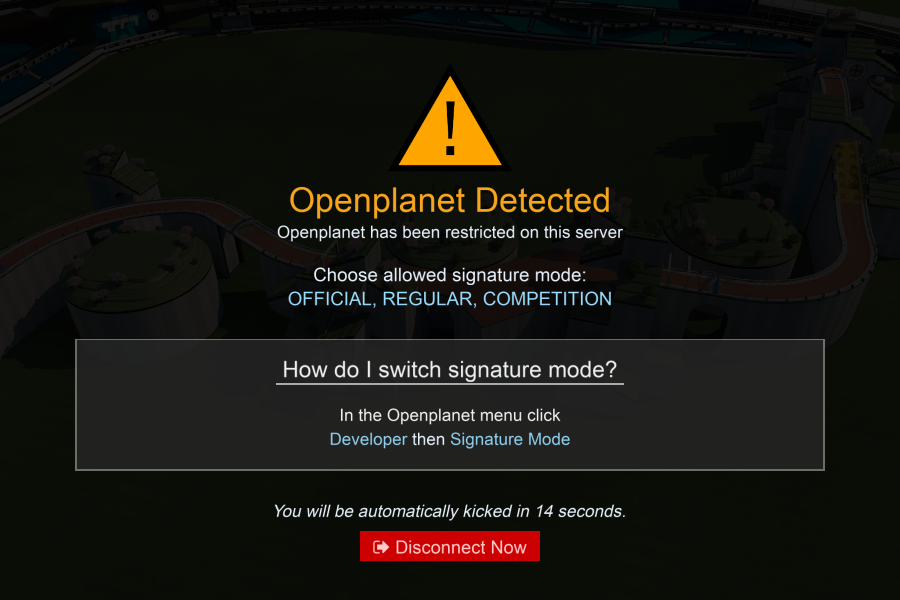 !
Openplanet Detected
Openplanet has been restricted on this server
Choose allowed signature mode:
OFFICIAL, REGULAR, COMPETITION
How do I switch signature mode?
In the Openplanet menu click
Developer then Signature Mode
You will be automatically kicked in 14 seconds.
Disconnect Now